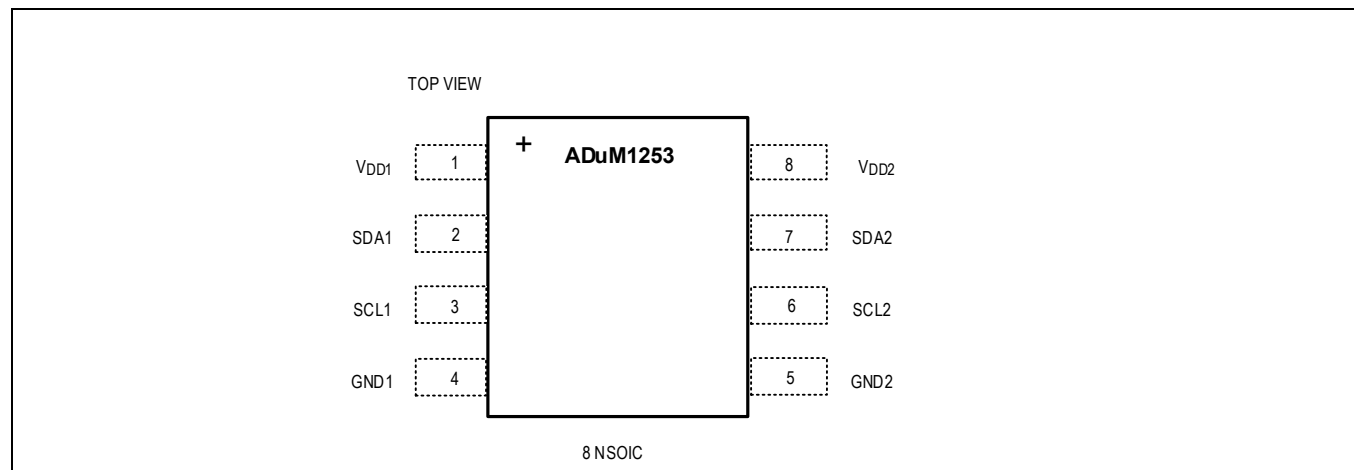 TOP VIEW
+ ADuM1253
VDD1 1 8 VDD2
SDA1 2 7 SDA2
SCL1 3 6 SCL2
GND1 4 5 GND2
8 NSOIC